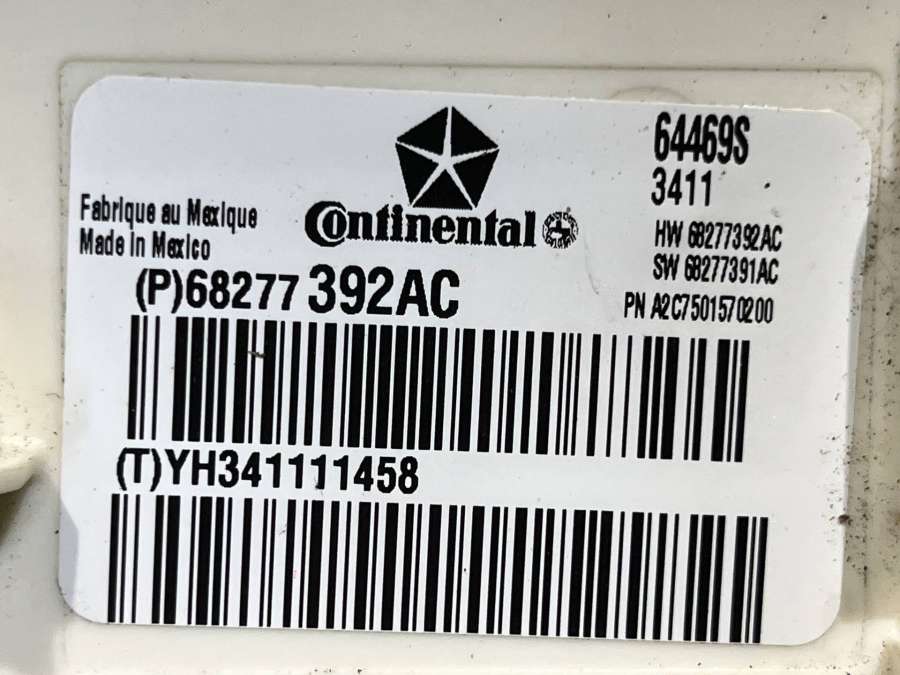 64469S
3411
Fabrique au Mexique
Made in Mexico
Continental
HW 68277392AC
SW 68277391AC
PN A2C7501570200
(P)68277 392AC
(T)YH341111458